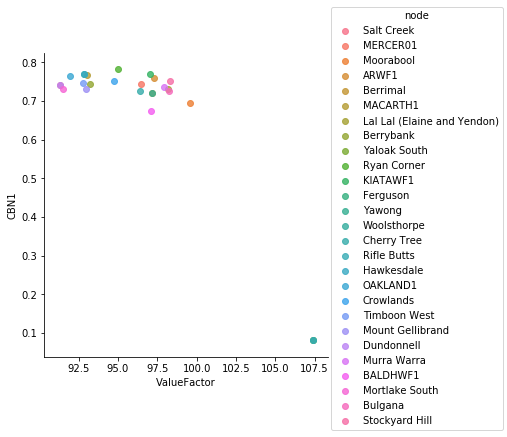 node
Salt Creek
MERCER01
Moorabool
ARWF1
Berrimal
MACARTH1
Lal Lal (Elaine and Yendon)
Berrybank
Yaloak South
Ryan Corner
KIATAWF1
Ferguson
Yawong
Woolsthorpe
Cherry Tree
Rifle Butts
Hawkesdale
OAKLAND1
Crowlands
Timboon West
Mount Gellibrand
Dundonnell
Murra Warra
BALDHWF1
Mortlake South
Bulgana
Stockyard Hill
0.8
0.7
0.6
0.5
0.4
0.3
0.2
0.1
CBN1
92.5 95.0 97.5 100.0 102.5 105.0 107.5
ValueFactor